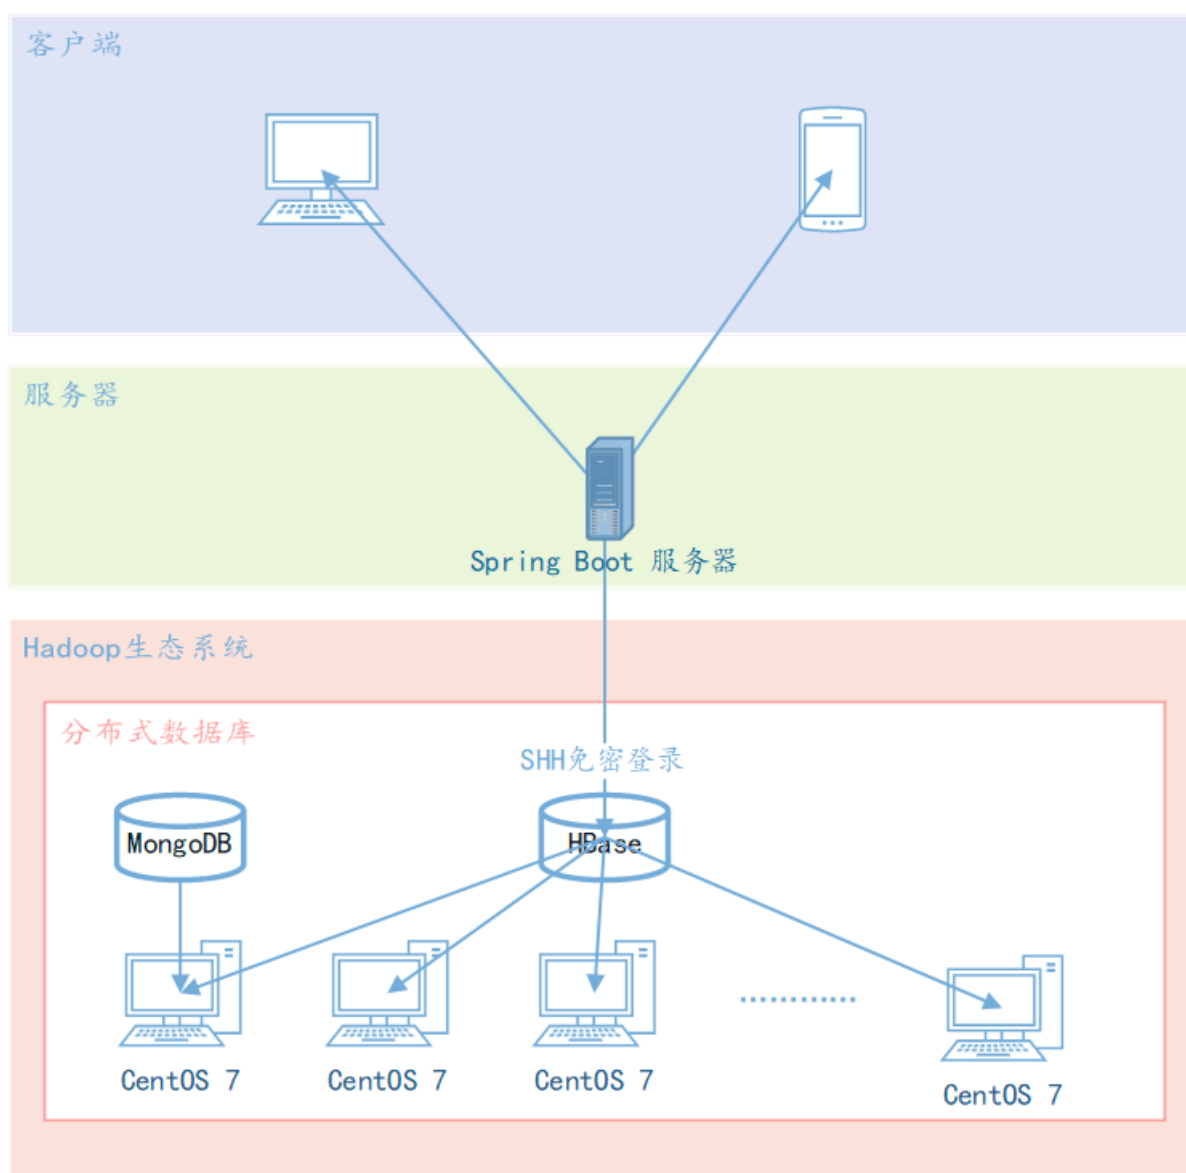 客户端
服务器
Spring Boot 服务器
Hadoop生态系统
分布式数据库
SHH免密登录
MongoDB
HBase
CentOS 7
CentOS 7
CentOS 7
CentOS 7